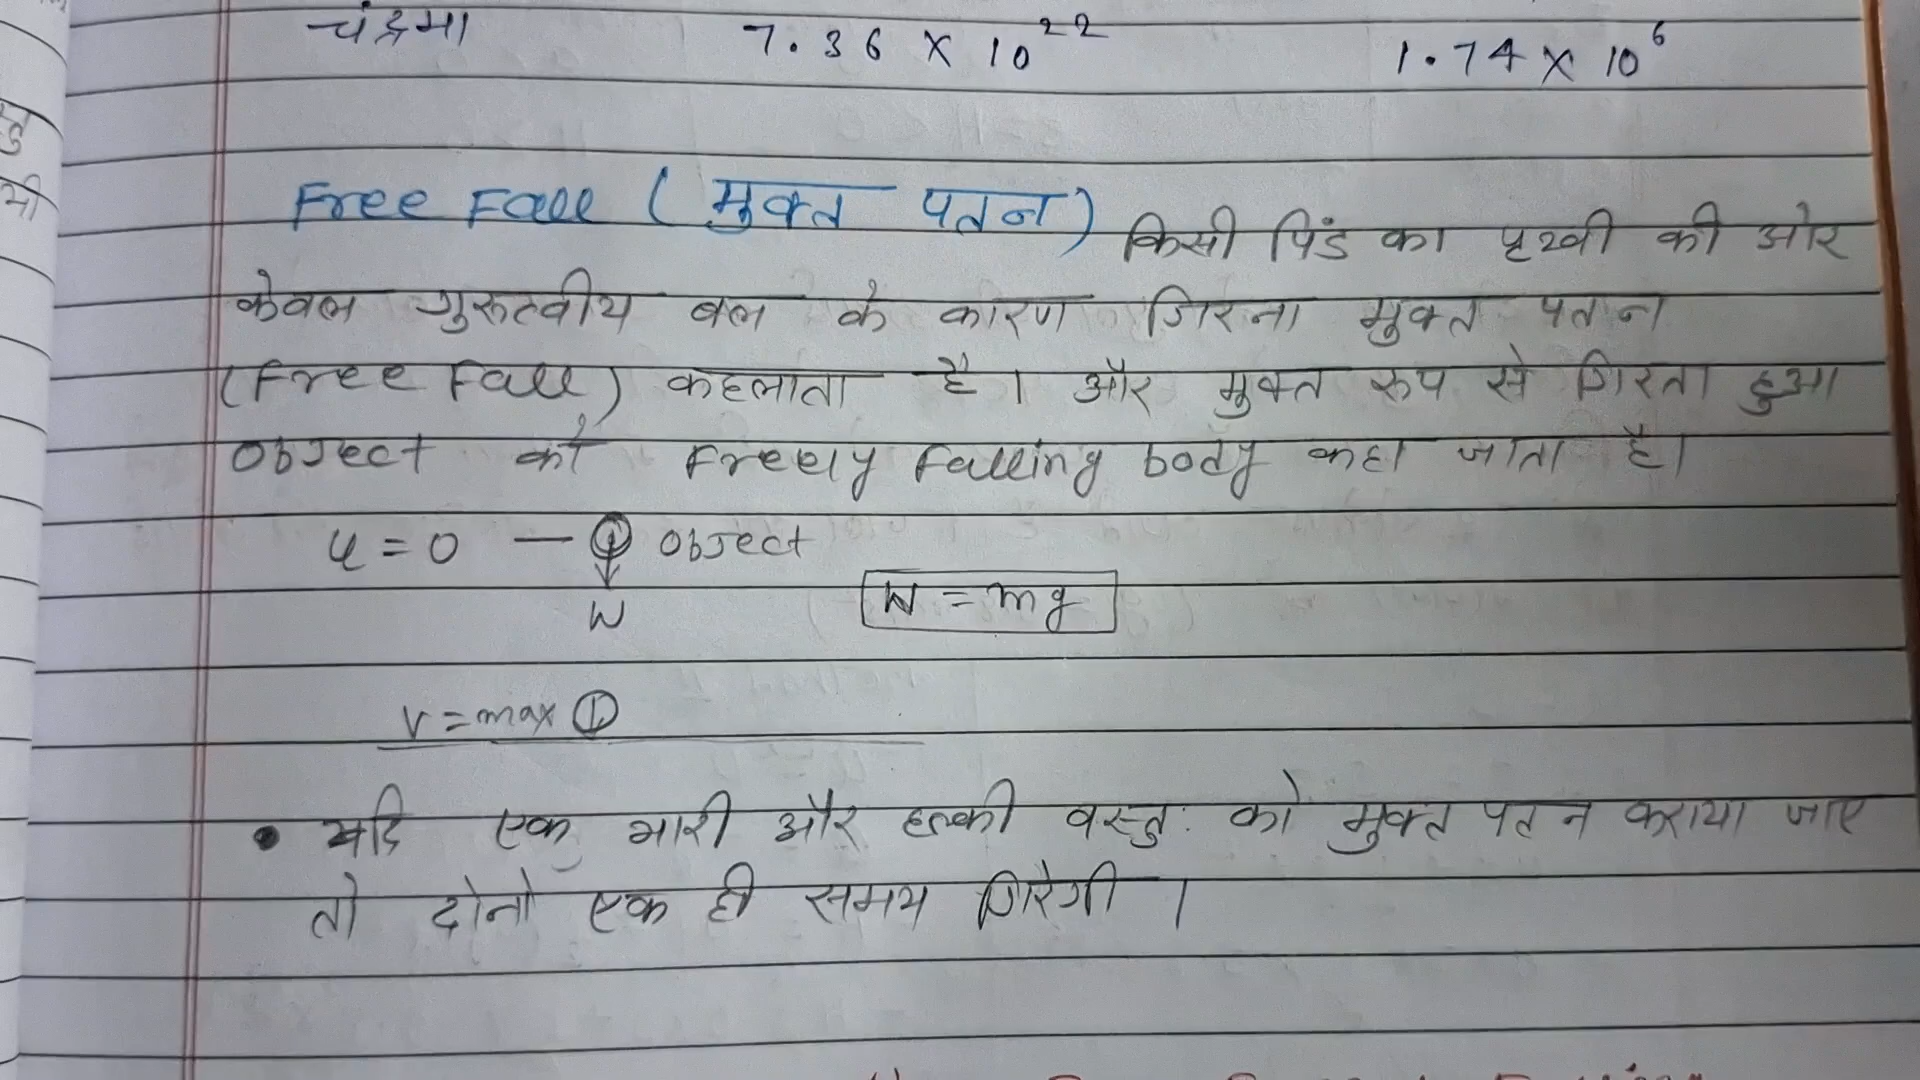 चंद्रमा 7.36 × 10²² 1.74 × 10⁶
Free Fall (मुक्त पतन) किसी पिंड का पृथ्वी की ओर
केवल गुरुत्वीय बल के कारण गिरना मुक्त पतन
(Free Fall) कहलाता है। और मुक्त रूप से गिरता हुआ
object को Freely Falling body कहा जाता है।
u = 0 — object
W W = mg
v = max
• यदि एक भारी और हल्की वस्तु को मुक्त पतन कराया जाए
तो दोनो एक ही समय गिरेगी ।